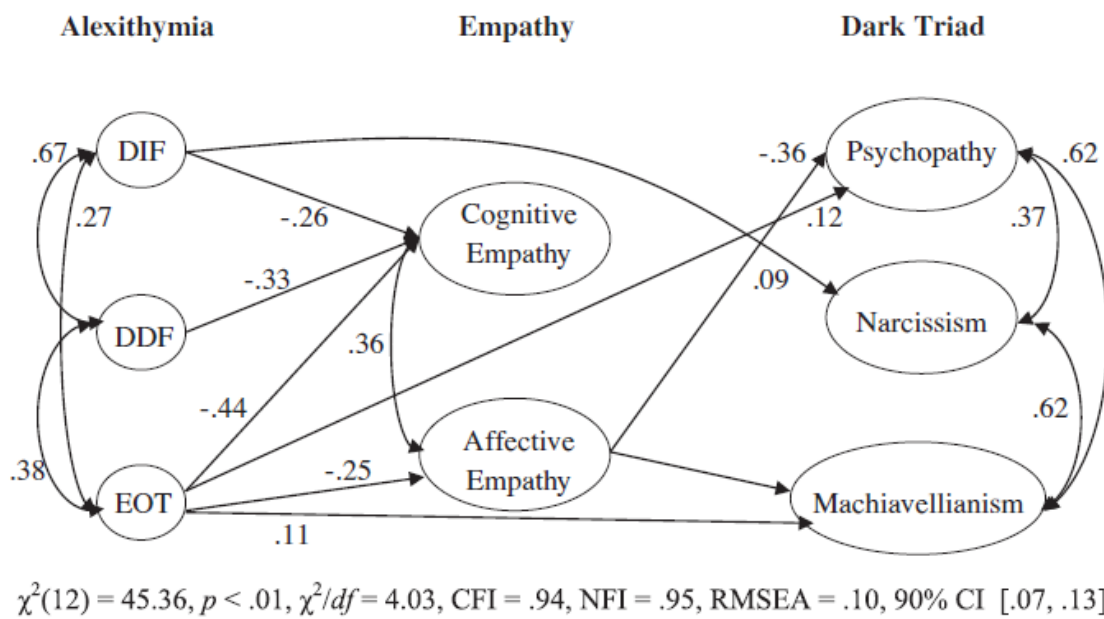 Alexithymia Empathy Dark Triad
DIF
DDF
EOT
Cognitive
Empathy
Affective
Empathy
Psychopathy
Narcissism
Machiavellianism
.67
.27
.38
-.26
-.33
-.44
-.25
.11
.36
-.36
.12
.09
.62
.37
.62
χ²(12) = 45.36, p < .01, χ²/df = 4.03, CFI = .94, NFI = .95, RMSEA = .10, 90% CI [.07, .13]